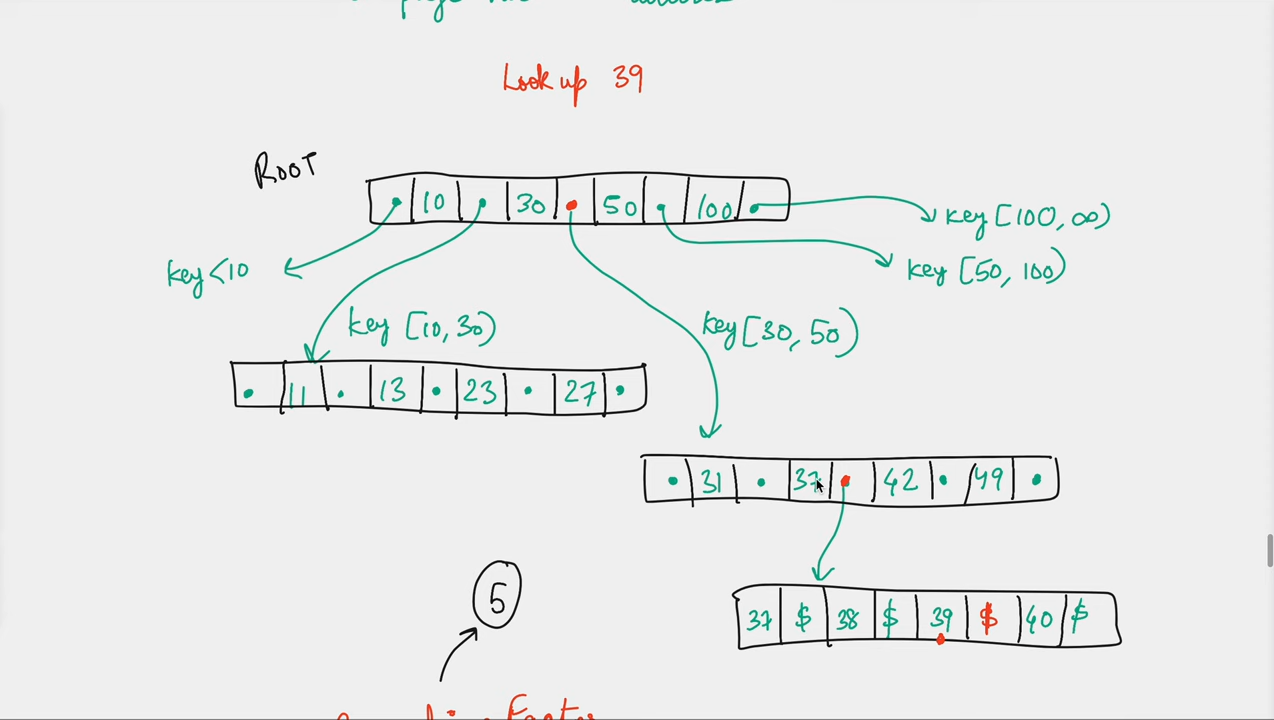 Look up 39
ROOT
10 30 50 100
key [100, ∞)
key [50, 100)
key < 10
key [10, 30)
key [30, 50)
11 13 23 27
31 37 42 49
5
37 $ 38 $ 39 $ 40 $